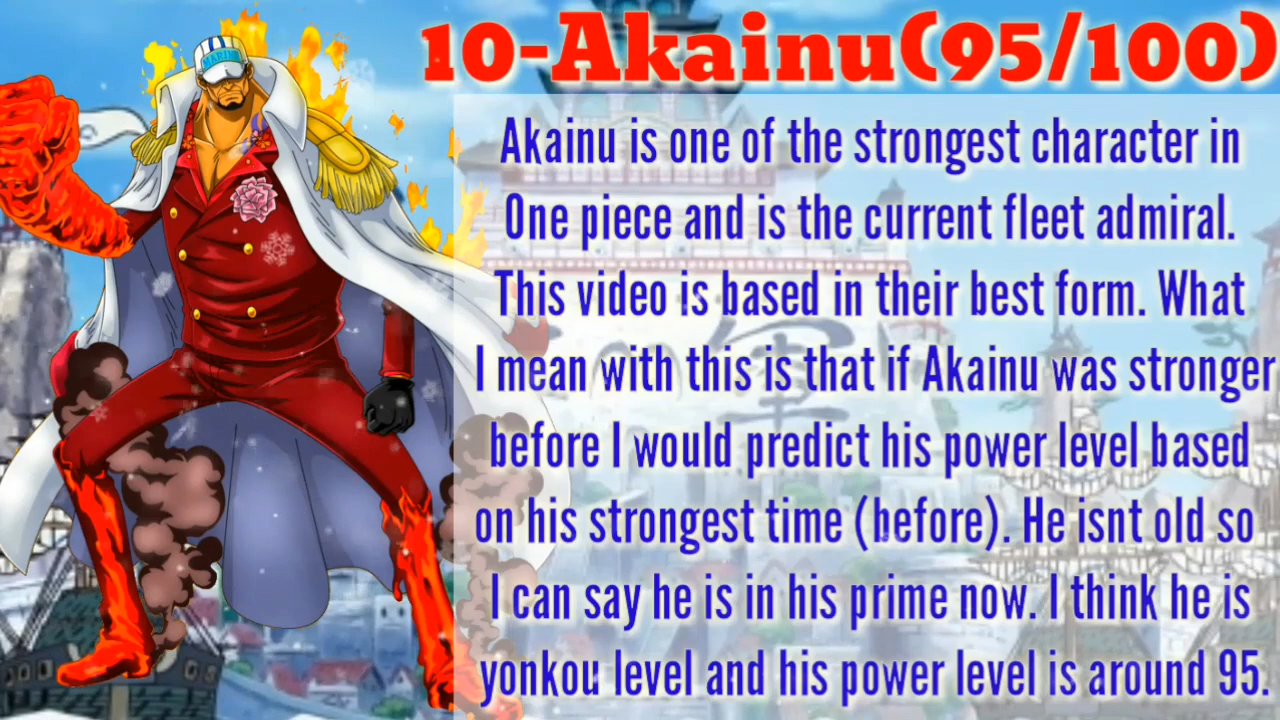 10-Akainu(95/100)
MARINE
Akainu is one of the strongest character in
One piece and is the current fleet admiral.
This video is based in their best form. What
I mean with this is that if Akainu was stronger
before I would predict his power level based
on his strongest time (before). He isnt old so
I can say he is in his prime now. I think he is
yonkou level and his power level is around 95.
軍